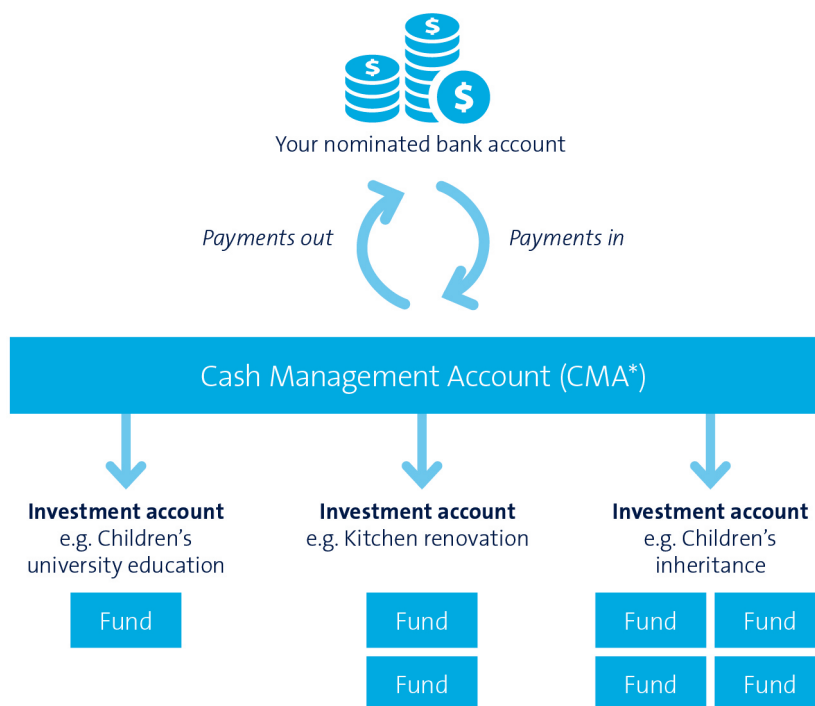 $
$
$
Your nominated bank account
Payments out
Payments in
Cash Management Account (CMA*)
Investment account
e.g. Children’s
university education
Fund
Investment account
e.g. Kitchen renovation
Fund
Fund
Investment account
e.g. Children’s
inheritance
Fund
Fund
Fund
Fund